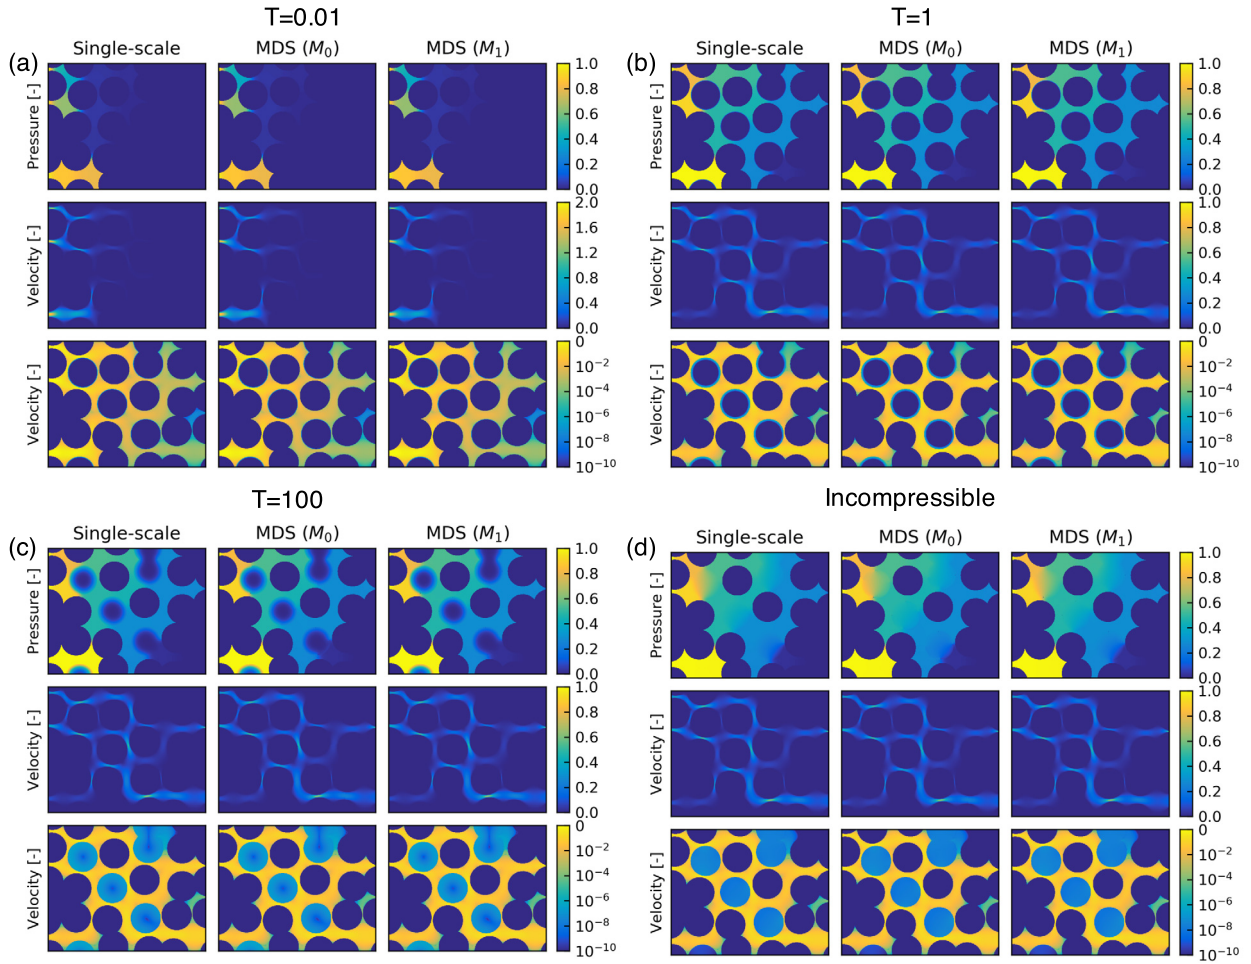 T=0.01
(a)
Single-scale
MDS (M0)
MDS (M1)
Pressure [-]
1.0
0.8
0.6
0.4
0.2
0.0
Velocity [-]
2.0
1.6
1.2
0.8
0.4
0.0
Velocity [-]
0
10−2
10−4
10−6
10−8
10−10
T=1
(b)
Single-scale
MDS (M0)
MDS (M1)
Pressure [-]
1.0
0.8
0.6
0.4
0.2
0.0
Velocity [-]
1.0
0.8
0.6
0.4
0.2
0.0
Velocity [-]
0
10−2
10−4
10−6
10−8
10−10
T=100
(c)
Single-scale
MDS (M0)
MDS (M1)
Pressure [-]
1.0
0.8
0.6
0.4
0.2
0.0
Velocity [-]
1.0
0.8
0.6
0.4
0.2
0.0
Velocity [-]
0
10−2
10−4
10−6
10−8
10−10
Incompressible
(d)
Single-scale
MDS (M0)
MDS (M1)
Pressure [-]
1.0
0.8
0.6
0.4
0.2
0.0
Velocity [-]
1.0
0.8
0.6
0.4
0.2
0.0
Velocity [-]
0
10−2
10−4
10−6
10−8
10−10